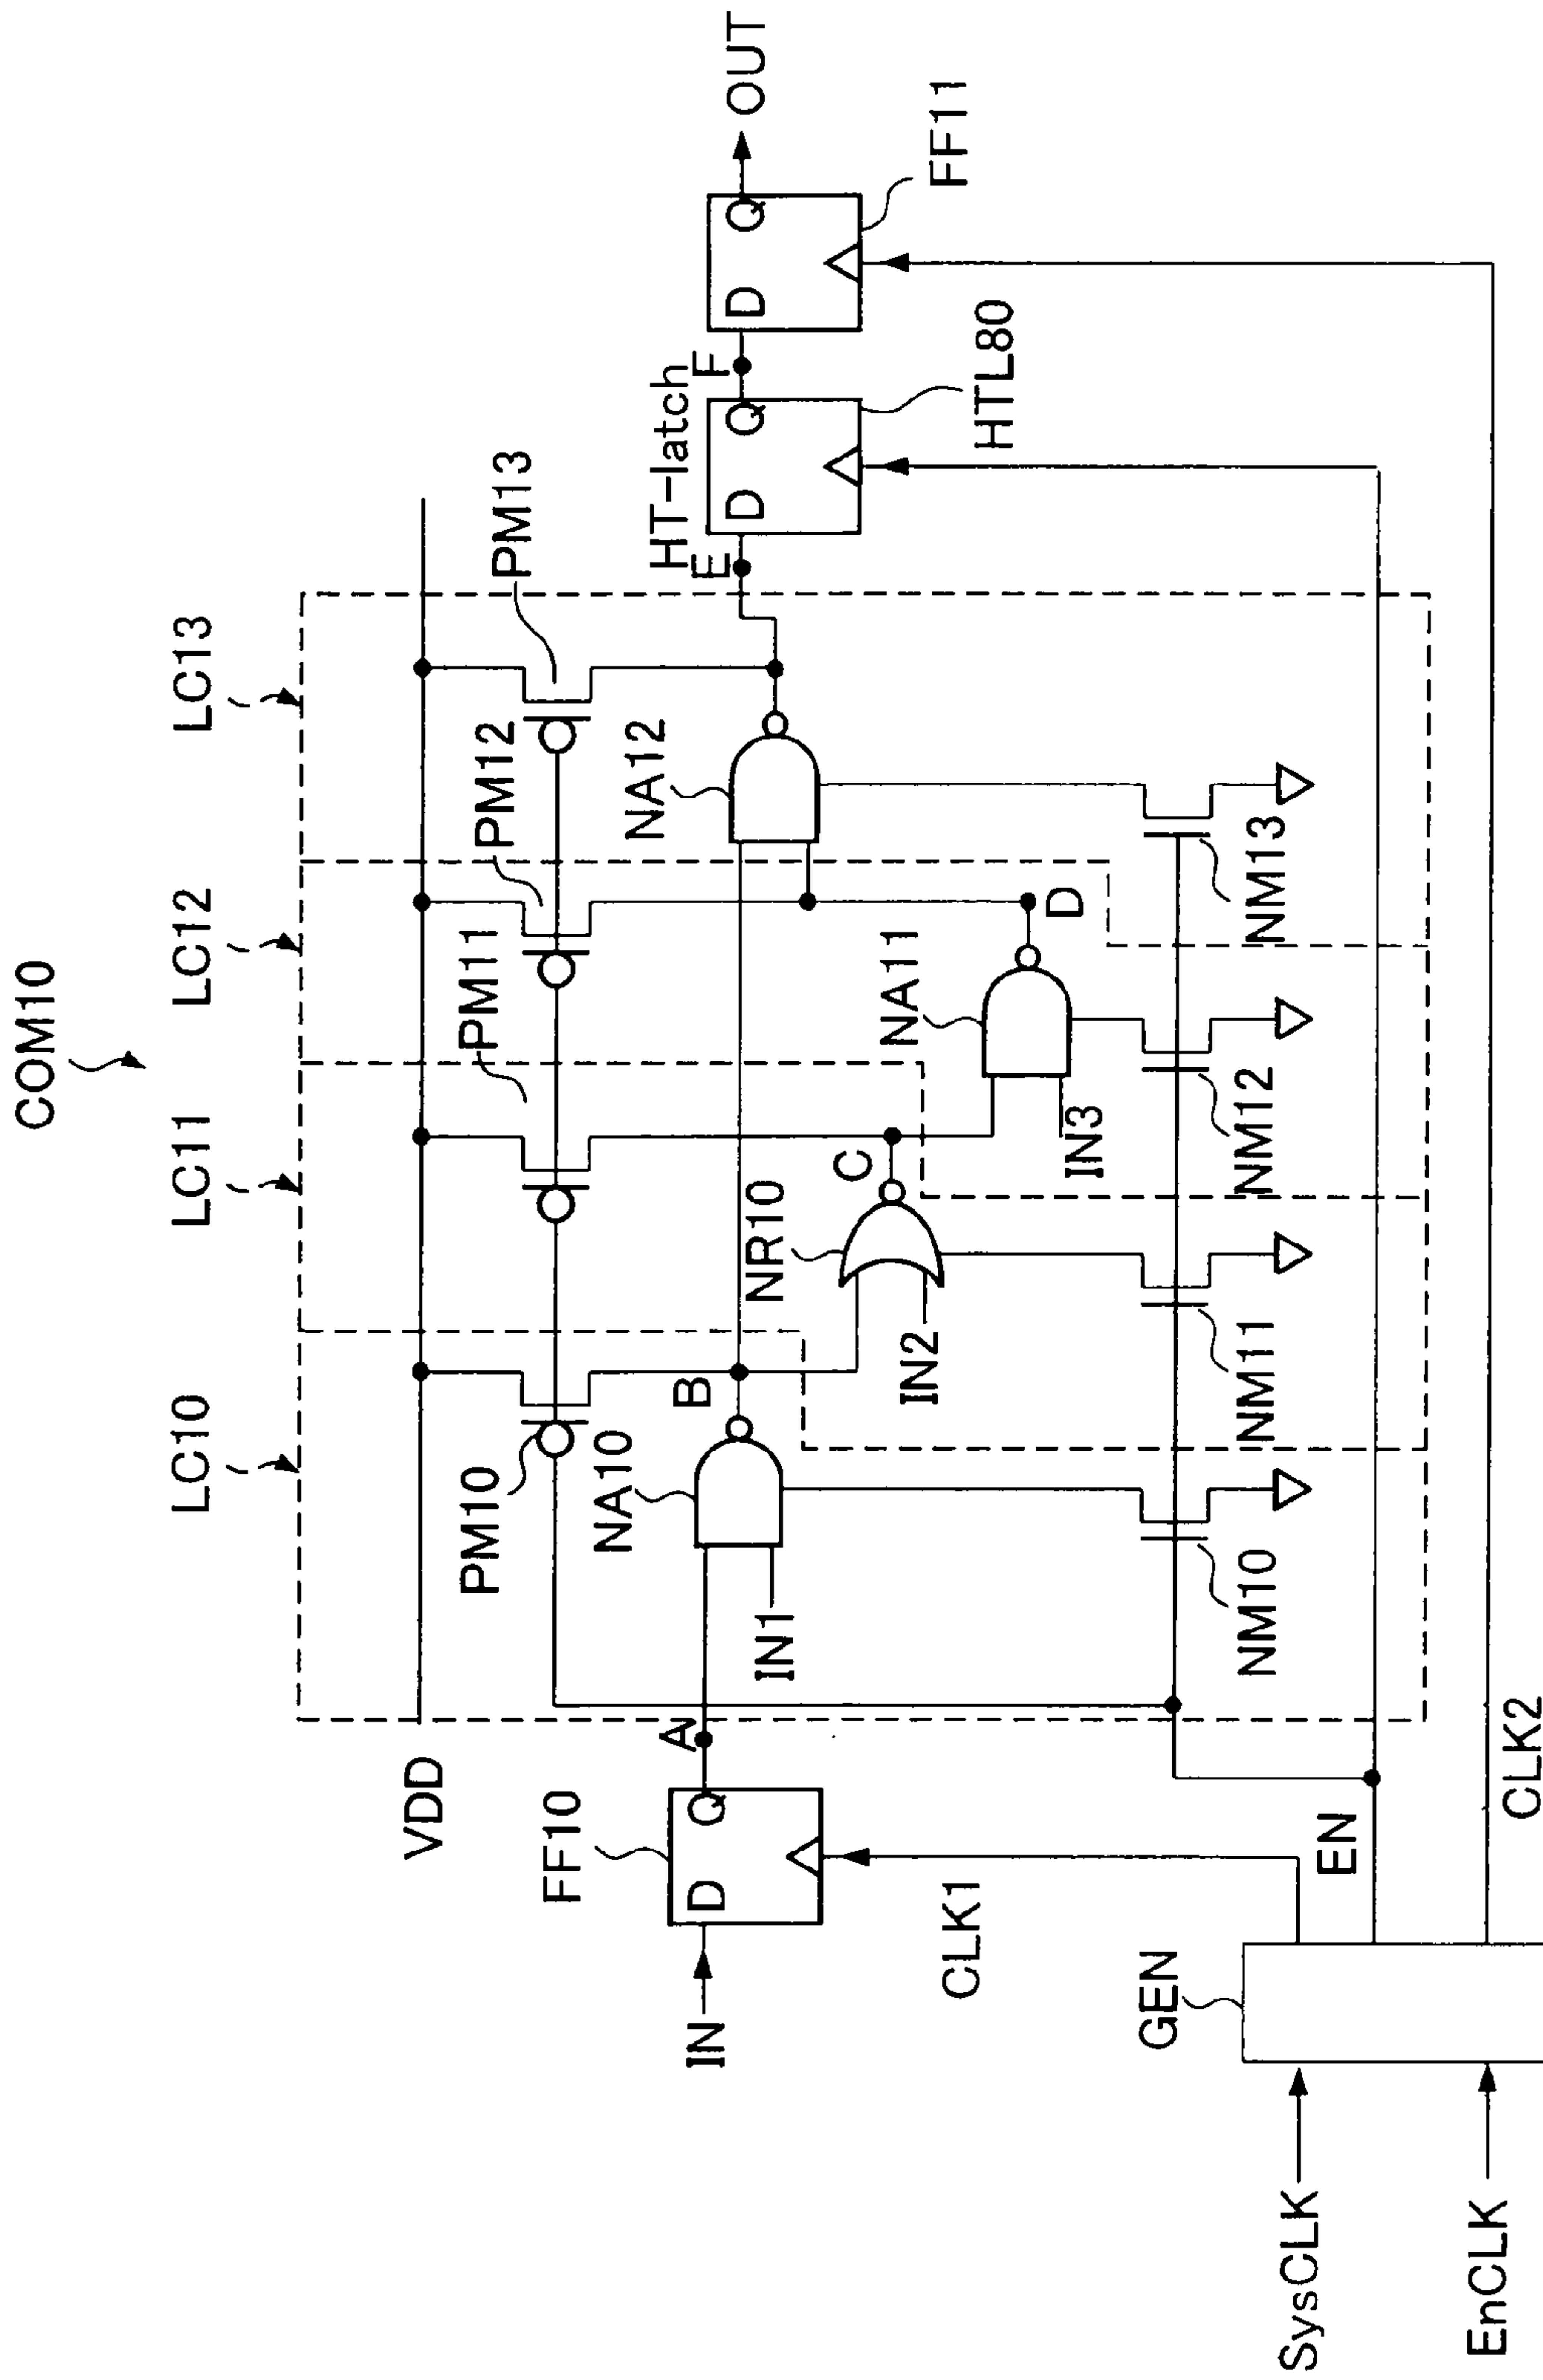 COM10
LC10
LC11
LC12
LC13
VDD
PM10
PM11
PM12
PM13
FF10
IN
D
Q
A
NA10
IN1
B
NR10
IN2
C
NA11
IN3
D
NA12
E
HT-latch
D
Q
F
HTL80
D
Q
OUT
FF11
NM10
NM11
NM12
NM13
CLK1
GEN
EN
SysCLK
EnCLK
CLK2